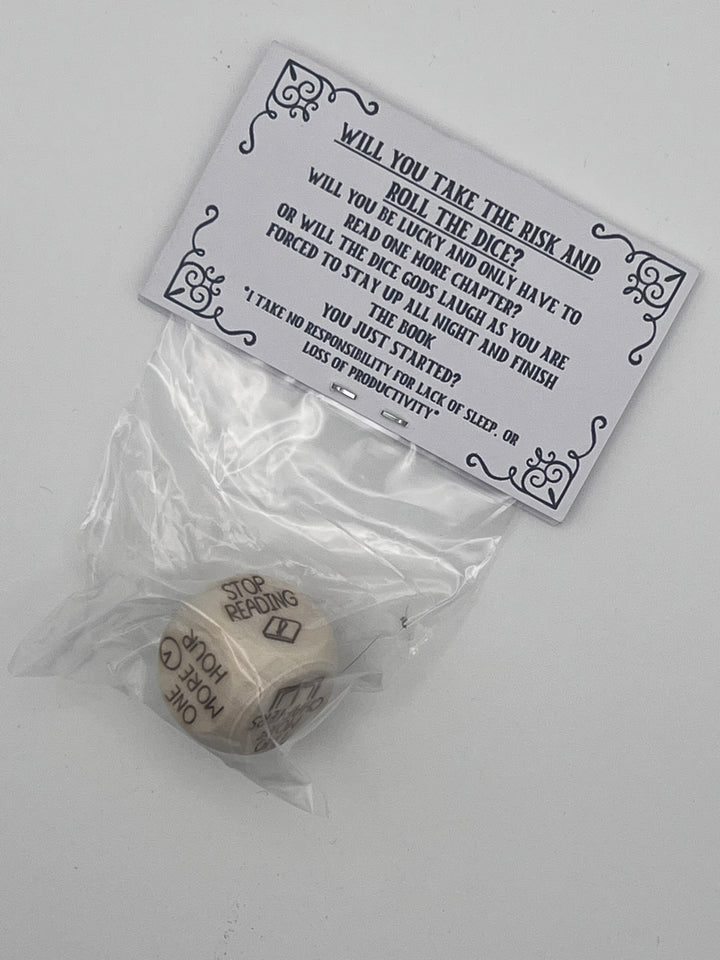 WILL YOU TAKE THE RISK AND
ROLL THE DICE?
WILL YOU BE LUCKY AND ONLY HAVE TO
READ ONE MORE CHAPTER?
OR WILL THE DICE GODS LAUGH AS YOU ARE
FORCED TO STAY UP ALL NIGHT AND FINISH
THE BOOK
YOU JUST STARTED?
*I TAKE NO RESPONSIBILITY FOR LACK OF SLEEP, OR
LOSS OF PRODUCTIVITY*
STOP
READING
ONE
MORE
HOUR
MORE
CHAPTERS